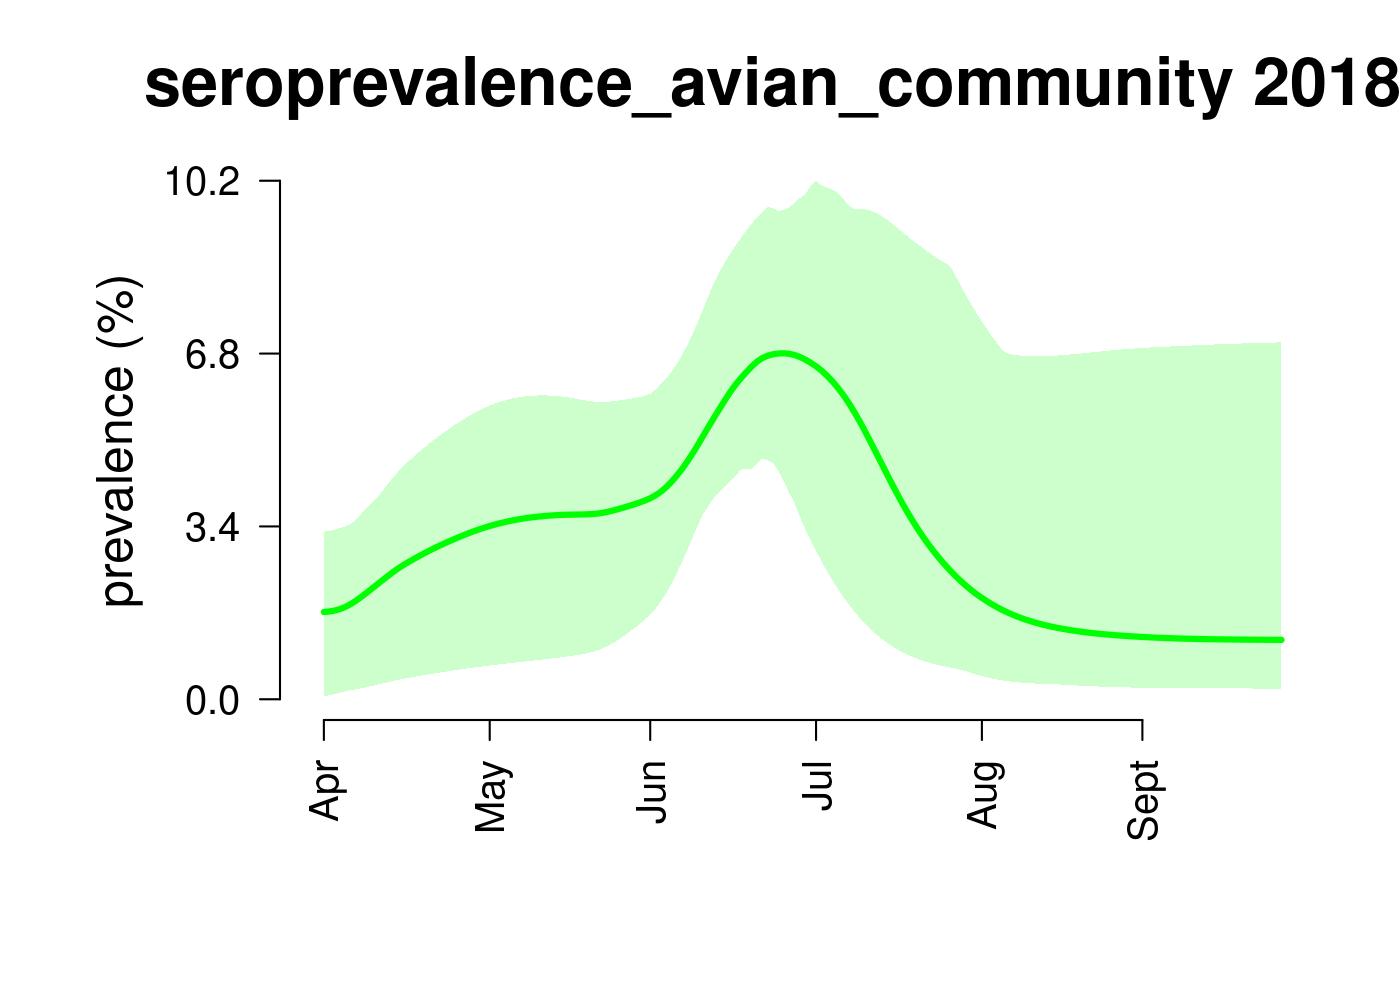 seroprevalence_avian_community 2018
prevalence (%)
10.2
6.8
3.4
0.0
Apr
May
Jun
Jul
Aug
Sept